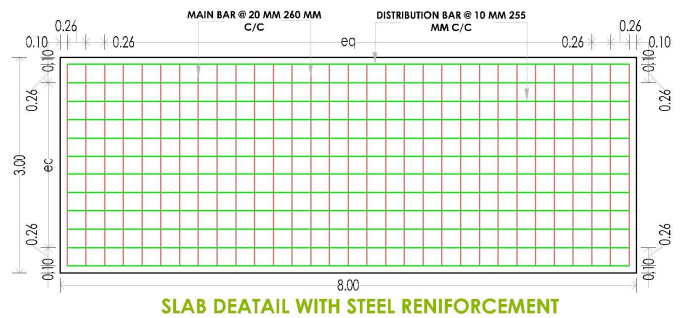 MAIN BAR @ 20 MM 260 MM
C/C
DISTRIBUTION BAR @ 10 MM 255
MM C/C
0.26
0.26
0.10
0.26
eq
0.26
0.10
0.10
0.10
0.26
0.26
3.00
ec
0.26
0.26
0.10
0.10
8.00
SLAB DEATAIL WITH STEEL RENIFORCEMENT